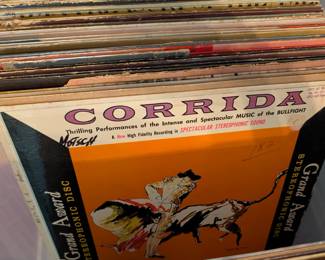 CORRIDA
Thrilling Performances of the Intense and Spectacular MUSIC of the BULLFIGHT
MOTSCH
A New High Fidelity Recording in SPECTACULAR STEREOPHONIC SOUND
Grand Award
STEREOPHONIC DISC
Grand Award
STEREOPHONIC DISC